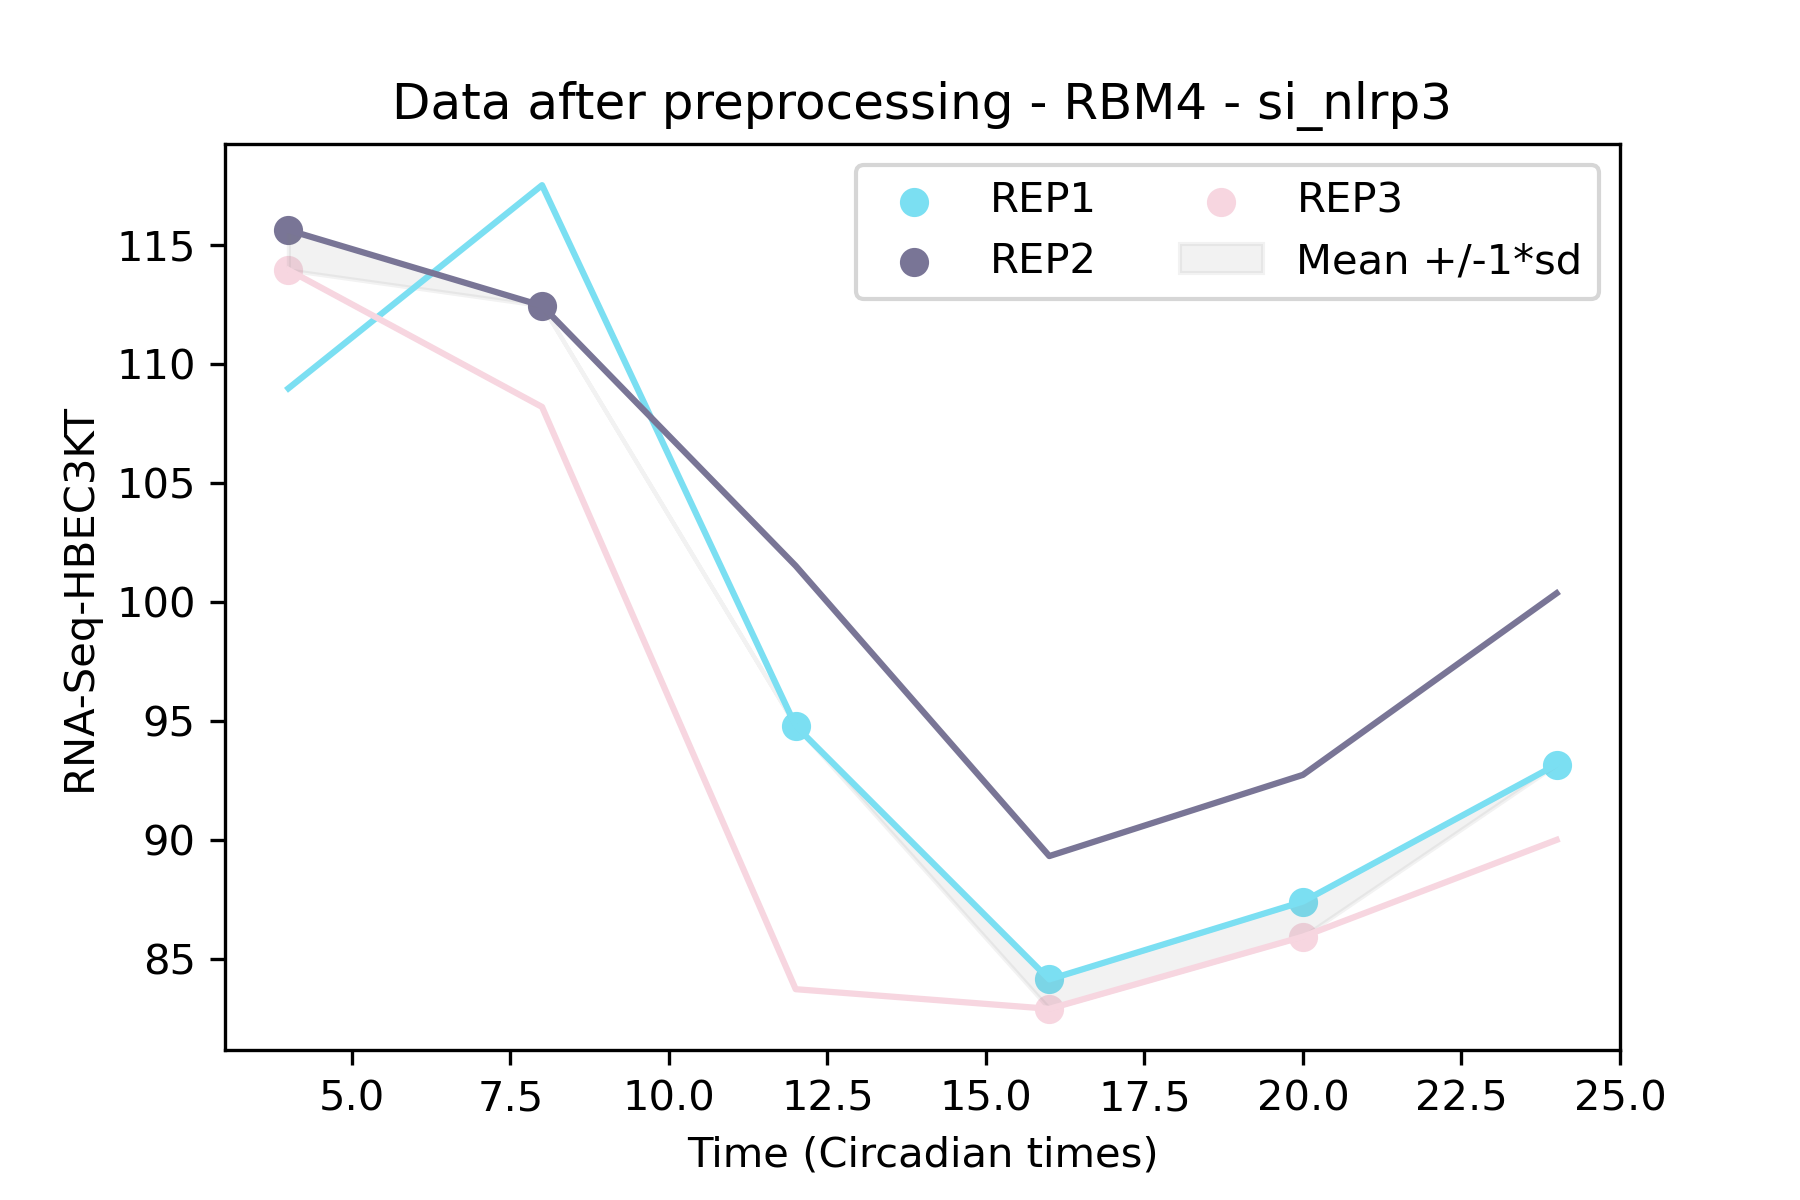 Data after preprocessing - RBM4 - si_nlrp3
REP1
REP2
REP3
Mean +/-1*sd
RNA-Seq-HBEC3KT
115
110
105
100
95
90
85
5.0 7.5 10.0 12.5 15.0 17.5 20.0 22.5 25.0
Time (Circadian times)